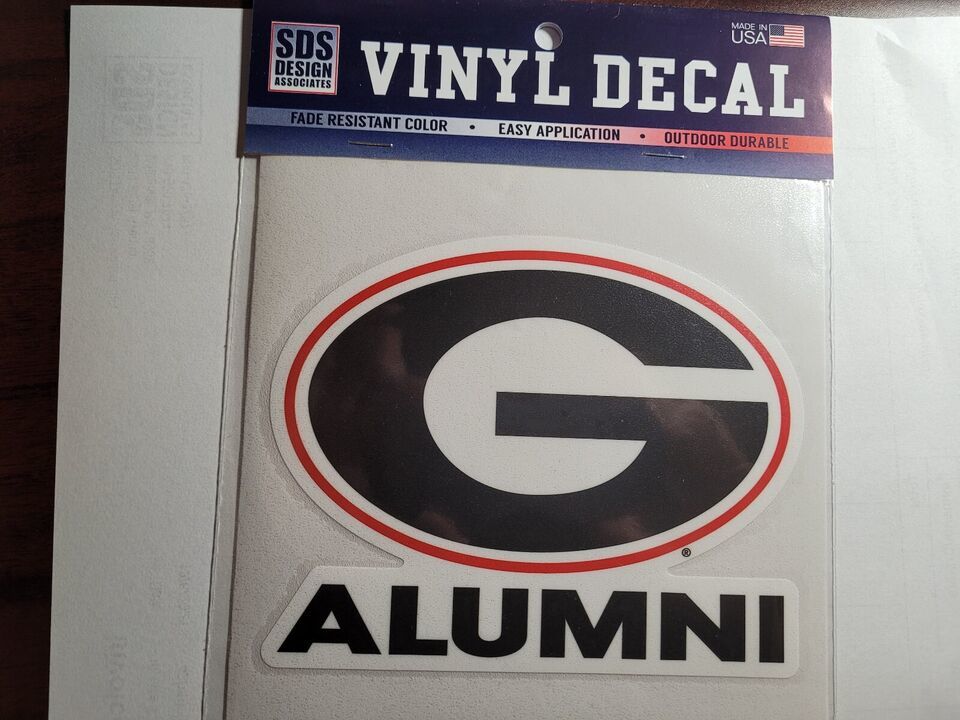 SDS
DESIGN
ASSOCIATES
VINYL DECAL
MADE IN
USA
FADE RESISTANT COLOR • EASY APPLICATION • OUTDOOR DURABLE
G
®
ALUMNI